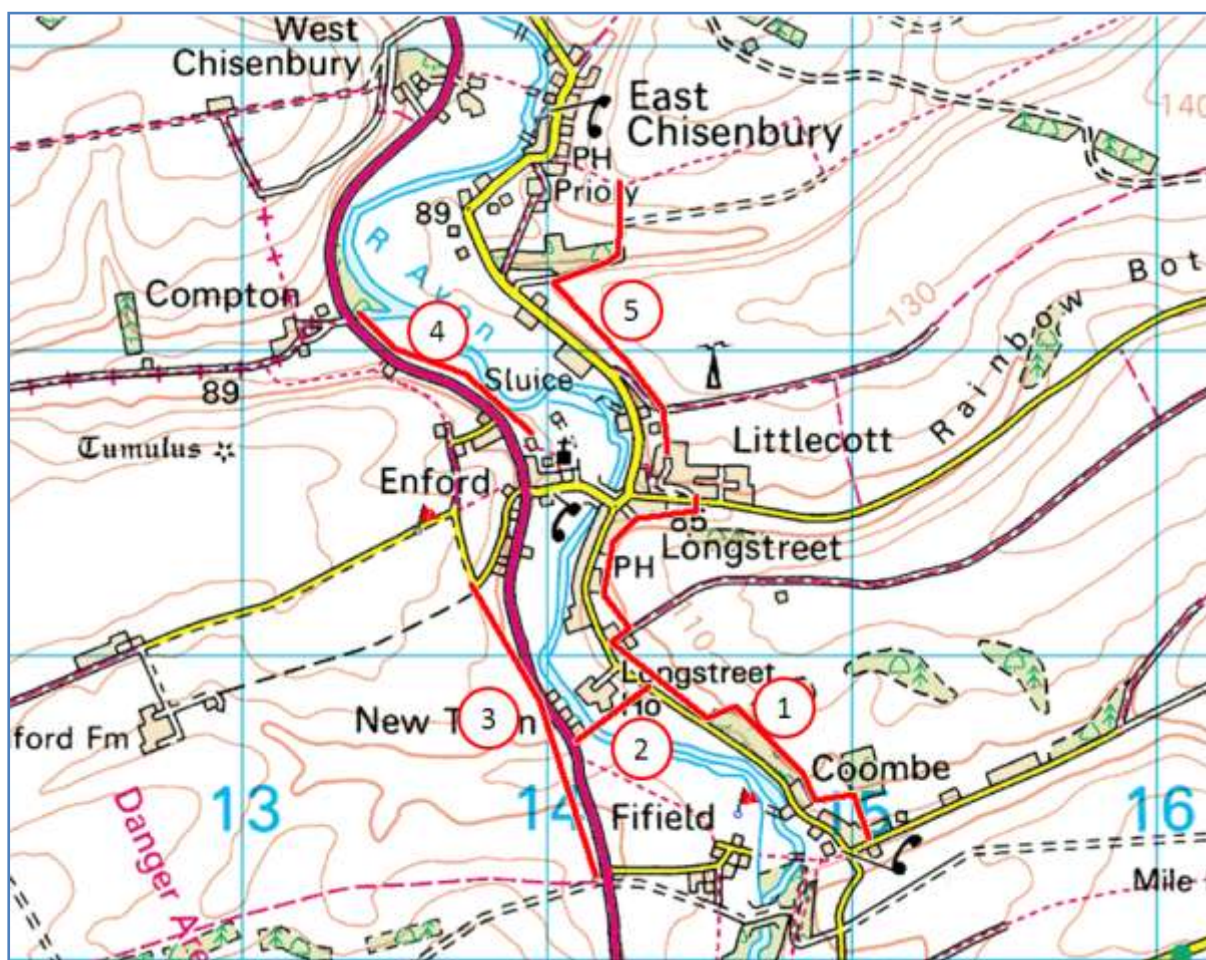 West
Chisenbury
East
Chisenbury
140
PH
Priory
89
R Avon
Bot
Compton
130
5
4
Rainbow
89
Sluice
Littlecott
Tumulus
Enford
85
Longstreet
PH
110
Longstreet
1
New T n
3
ford Fm
2
Coombe
13
14
Fifield
15
16
Danger Are
Mile